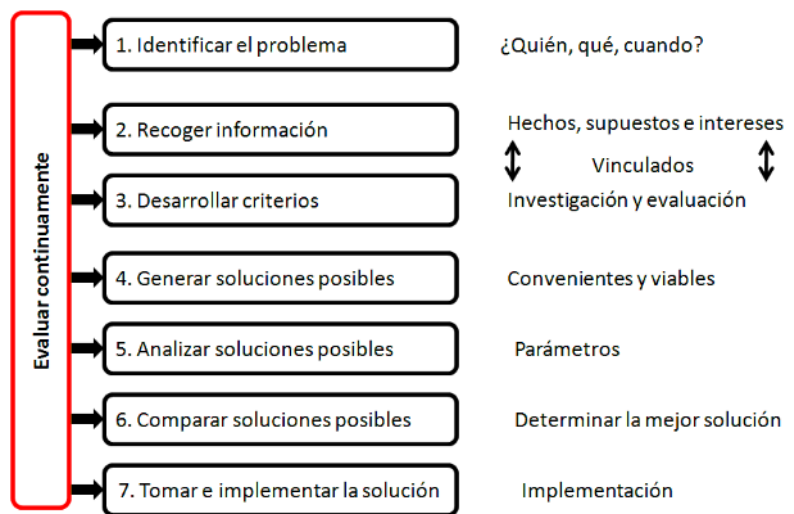 Evaluar continuamente
1. Identificar el problema
¿Quién, qué, cuando?
2. Recoger información
Hechos, supuestos e intereses
Vinculados
3. Desarrollar criterios
Investigación y evaluación
4. Generar soluciones posibles
Convenientes y viables
5. Analizar soluciones posibles
Parámetros
6. Comparar soluciones posibles
Determinar la mejor solución
7. Tomar e implementar la solución
Implementación